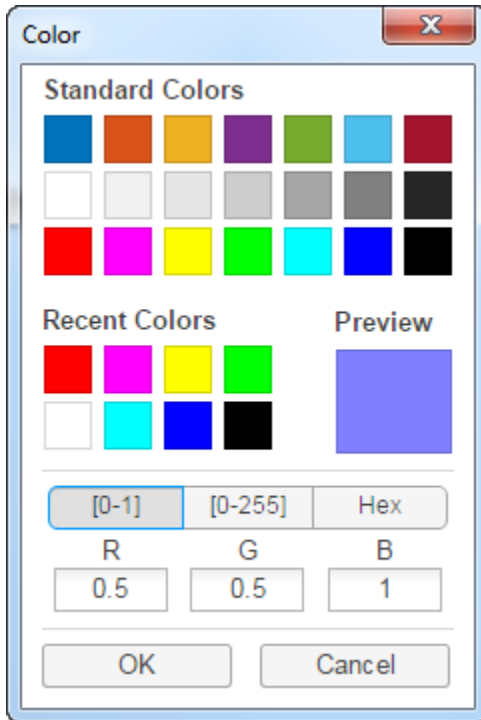 Color
Standard Colors
Recent Colors
Preview
[0-1] [0-255] Hex
R G B
0.5 0.5 1
OK Cancel